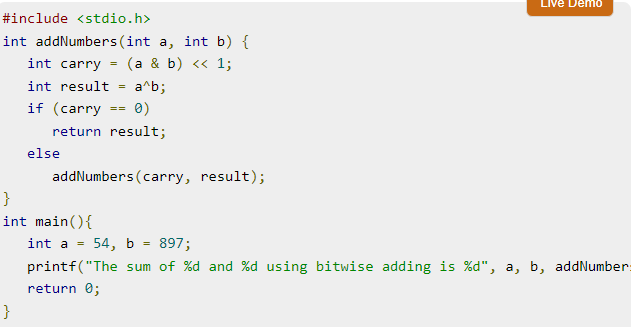 Live Demo
#include <stdio.h>
int addNumbers(int a, int b) {
   int carry = (a & b) << 1;
   int result = a^b;
   if (carry == 0)
      return result;
   else
      addNumbers(carry, result);
}
int main(){
   int a = 54, b = 897;
   printf("The sum of %d and %d using bitwise adding is %d", a, b, addNumber
   return 0;
}